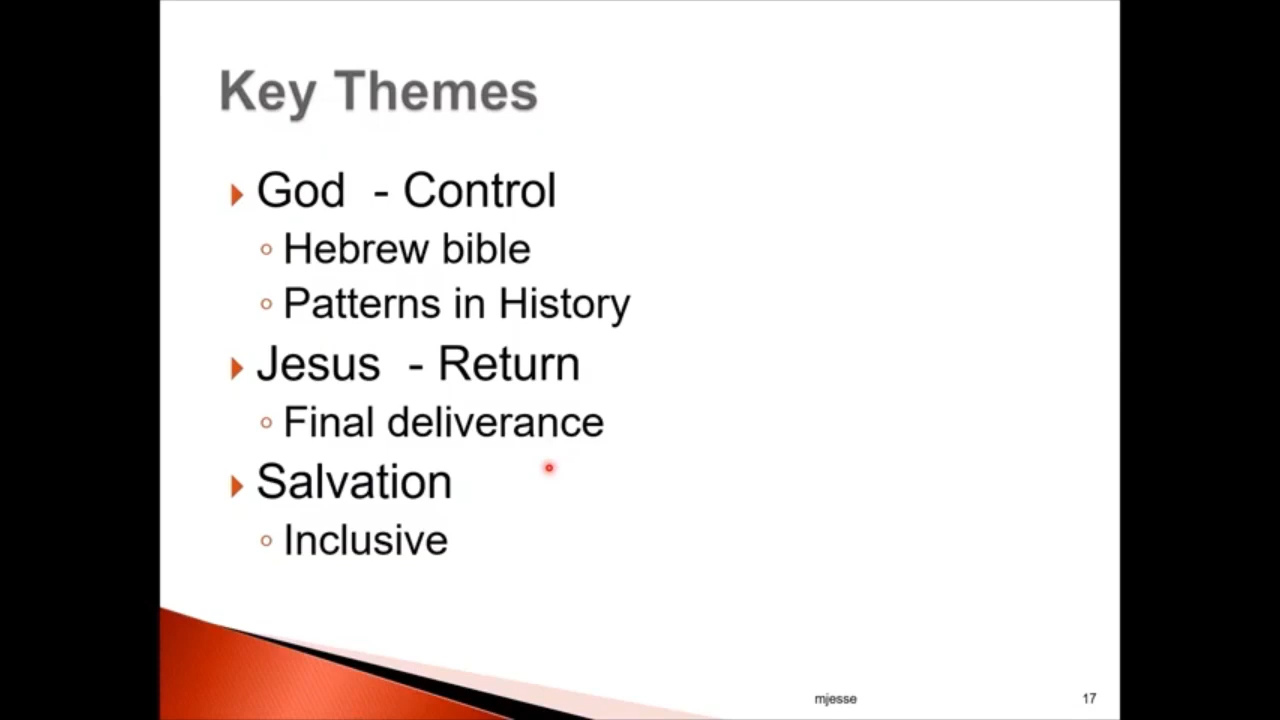 Key Themes
God - Control
Hebrew bible
Patterns in History
Jesus - Return
Final deliverance
Salvation
Inclusive
mjesse
17